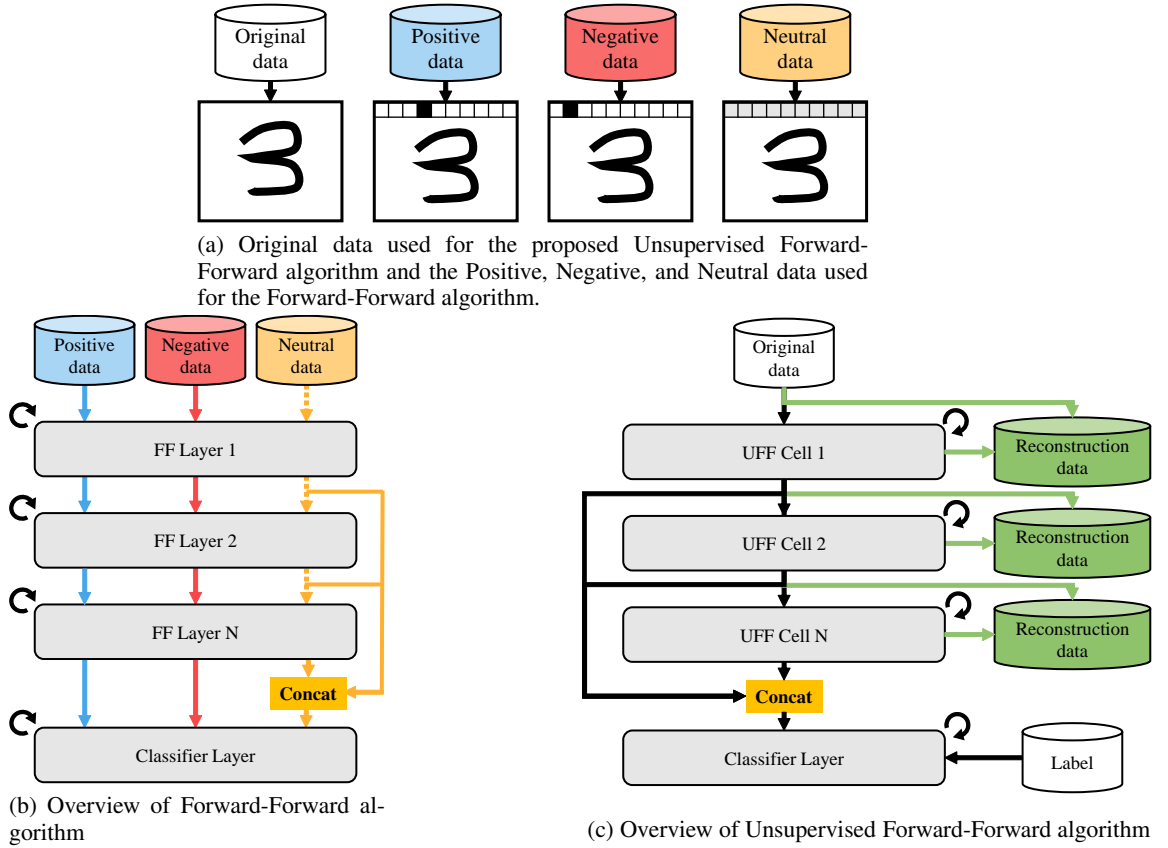 Original data
Positive data
Negative data
Neutral data
(a) Original data used for the proposed Unsupervised Forward-
Forward algorithm and the Positive, Negative, and Neutral data used
for the Forward-Forward algorithm.
Positive data
Negative data
Neutral data
FF Layer 1
FF Layer 2
FF Layer N
Concat
Classifier Layer
(b) Overview of Forward-Forward al-
gorithm
Original data
UFF Cell 1
Reconstruction data
UFF Cell 2
Reconstruction data
UFF Cell N
Reconstruction data
Concat
Classifier Layer
Label
(c) Overview of Unsupervised Forward-Forward algorithm